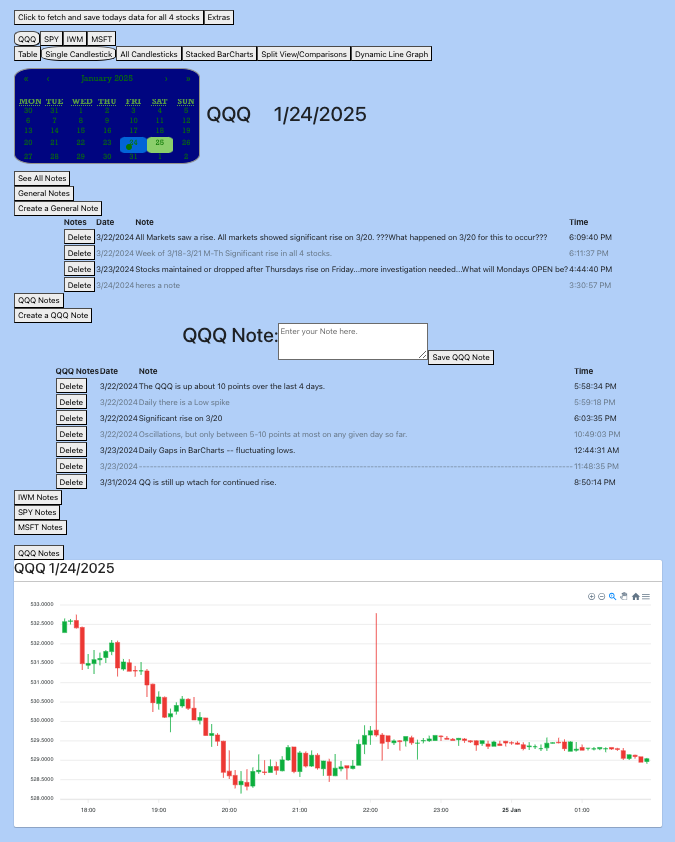 Click to fetch and save todays data for all 4 stocks Extras
QQQ SPY IWM MSFT
Table Single Candlestick All Candlesticks Stacked BarCharts Split View/Comparisons Dynamic Line Graph
« ‹ January 2025 › »
MON TUE WED THU FRI SAT SUN
30 31 1 2 3 4 5
6 7 8 9 10 11 12
13 14 15 16 17 18 19
20 21 22 23 24 25 26
27 28 29 30 31 1 2
QQQ 1/24/2025
See All Notes
General Notes
Create a General Note
Notes Date Note Time
Delete 3/22/2024 All Markets saw a rise. All markets showed significant rise on 3/20. ???What happened on 3/20 for this to occur??? 6:09:40 PM
Delete 3/22/2024 Week of 3/18-3/21 M-Th Significant rise in all 4 stocks. 6:11:37 PM
Delete 3/23/2024 Stocks maintained or dropped after Thursdays rise on Friday...more investigation needed...What will Mondays OPEN be? 4:44:40 PM
Delete 3/24/2024 heres a note 3:30:57 PM
QQQ Notes
Create a QQQ Note
QQQ Note: Enter your Note here. Save QQQ Note
QQQ Notes Date Note Time
Delete 3/22/2024 The QQQ is up about 10 points over the last 4 days. 5:58:34 PM
Delete 3/22/2024 Daily there is a Low spike 5:59:18 PM
Delete 3/22/2024 Significant rise on 3/20 6:03:35 PM
Delete 3/22/2024 Oscillations, but only between 5-10 points at most on any given day so far. 10:49:03 PM
Delete 3/23/2024 Daily Gaps in BarCharts -- fluctuating lows. 12:44:31 AM
Delete 3/23/2024 ---------------------------------------------------------------------------------------- 11:48:35 PM
Delete 3/31/2024 QQ is still up wtach for continued rise. 8:50:14 PM
IWM Notes
SPY Notes
MSFT Notes
QQQ Notes
QQQ 1/24/2025
533.0000
532.5000
532.0000
531.5000
531.0000
530.5000
530.0000
529.5000
529.0000
528.5000
528.0000
18:00 19:00 20:00 21:00 22:00 23:00 25 Jan 01:00